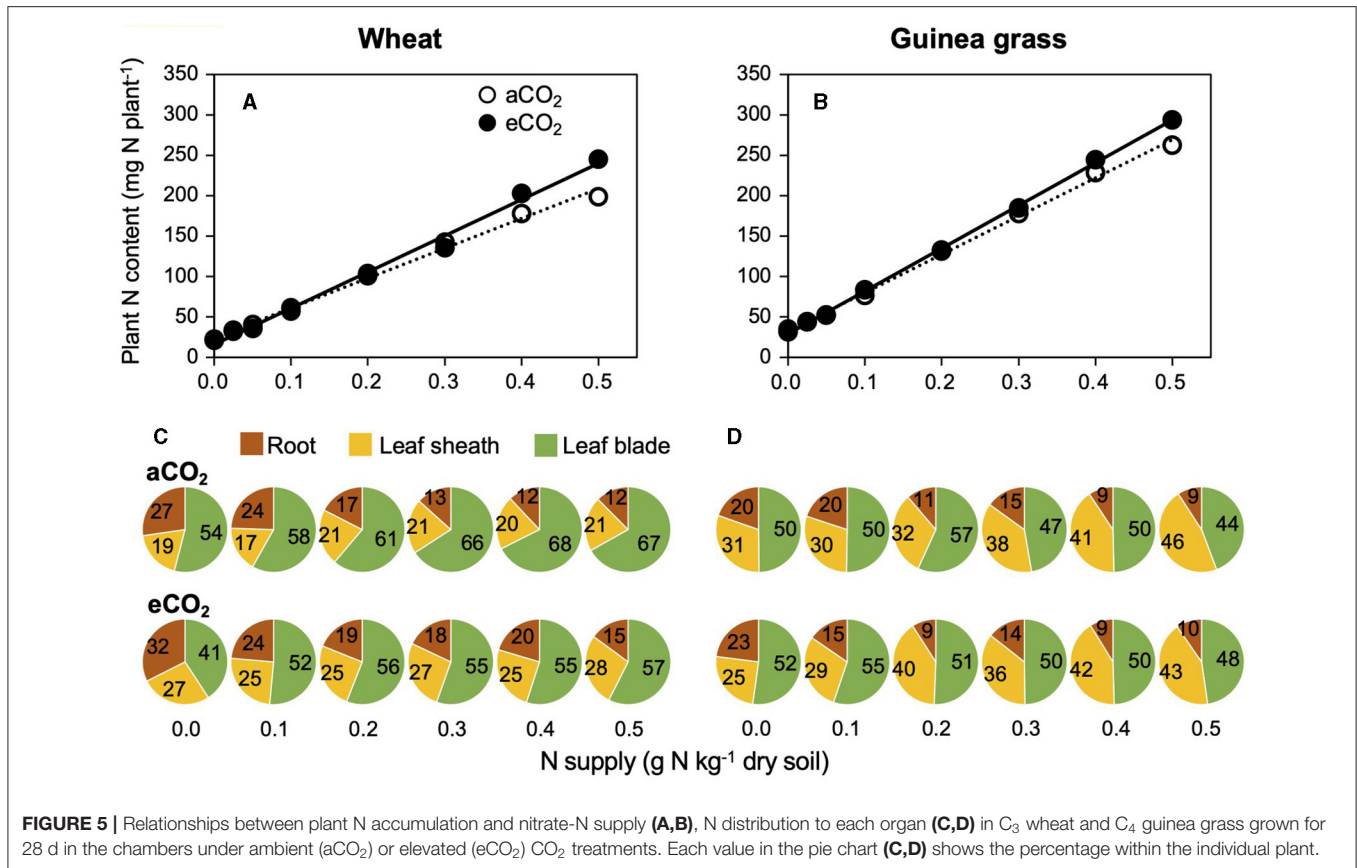 Wheat
Guinea grass
Plant N content (mg N plant⁻¹)
350
300
250
200
150
100
50
0
A
aCO₂
eCO₂
0.0 0.1 0.2 0.3 0.4 0.5
350
300
250
200
150
100
50
0
B
0.0 0.1 0.2 0.3 0.4 0.5
C
Root Leaf sheath Leaf blade
D
aCO₂
27 19 54
24 17 58
17 21 61
13 21 66
12 20 68
12 21 67
20 31 50
20 30 50
11 32 57
15 38 47
9 41 50
9 46 44
eCO₂
32 27 41
24 25 52
19 25 56
18 27 55
20 25 55
15 28 57
23 25 52
15 29 55
9 40 51
14 36 50
9 42 50
10 43 48
0.0 0.1 0.2 0.3 0.4 0.5
0.0 0.1 0.2 0.3 0.4 0.5
N supply (g N kg⁻¹ dry soil)
FIGURE 5 | Relationships between plant N accumulation and nitrate-N supply (A,B), N distribution to each organ (C,D) in C₃ wheat and C₄ guinea grass grown for
28 d in the chambers under ambient (aCO₂) or elevated (eCO₂) CO₂ treatments. Each value in the pie chart (C,D) shows the percentage within the individual plant.